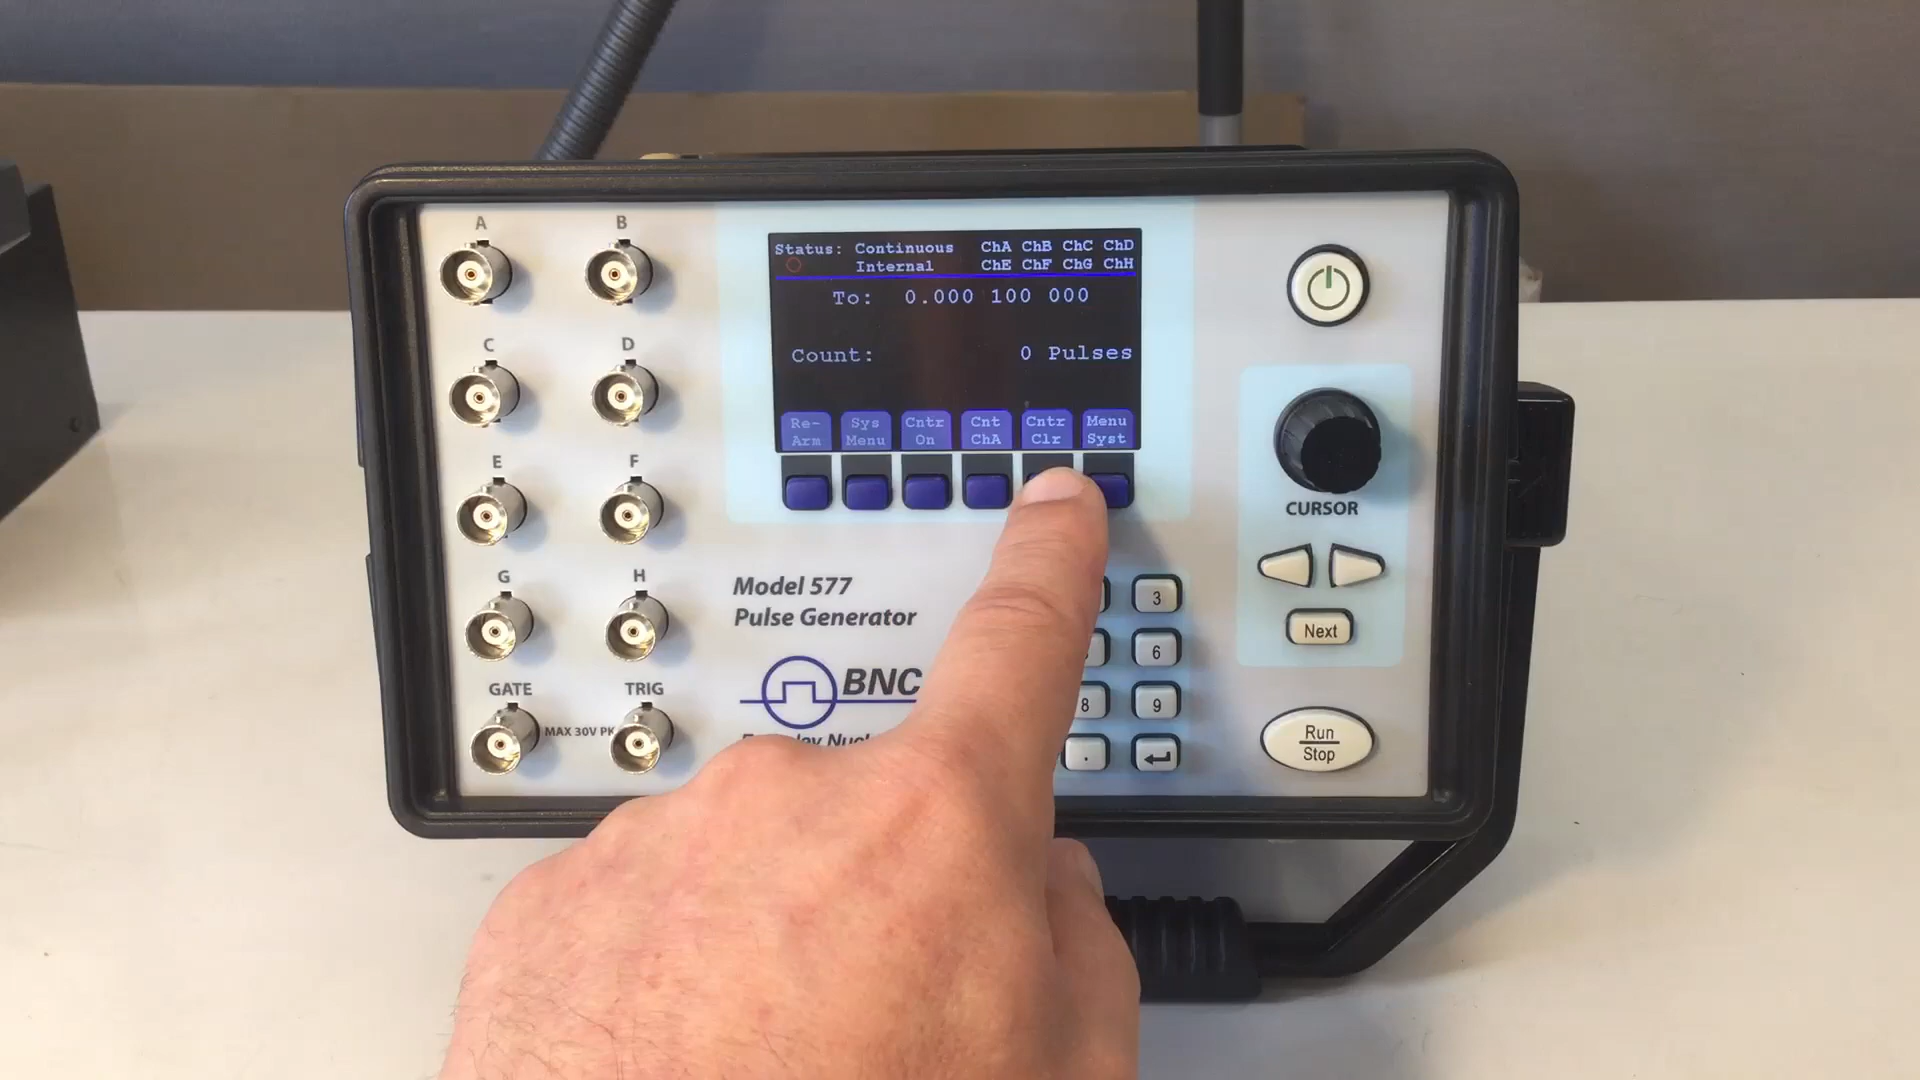 A B
C D
E F
G H
GATE TRIG
MAX 30V PK
Status: Continuous ChA ChB ChC ChD
Internal ChE ChF ChG ChH
To: 0.000 100 000
Count: 0 Pulses
Re- Arm
Sys Menu
Cntr On
Cnt ChA
Cntr Clr
Menu Syst
Model 577
Pulse Generator
BNC
3
6
8 9
.
CURSOR
Next
Run
Stop